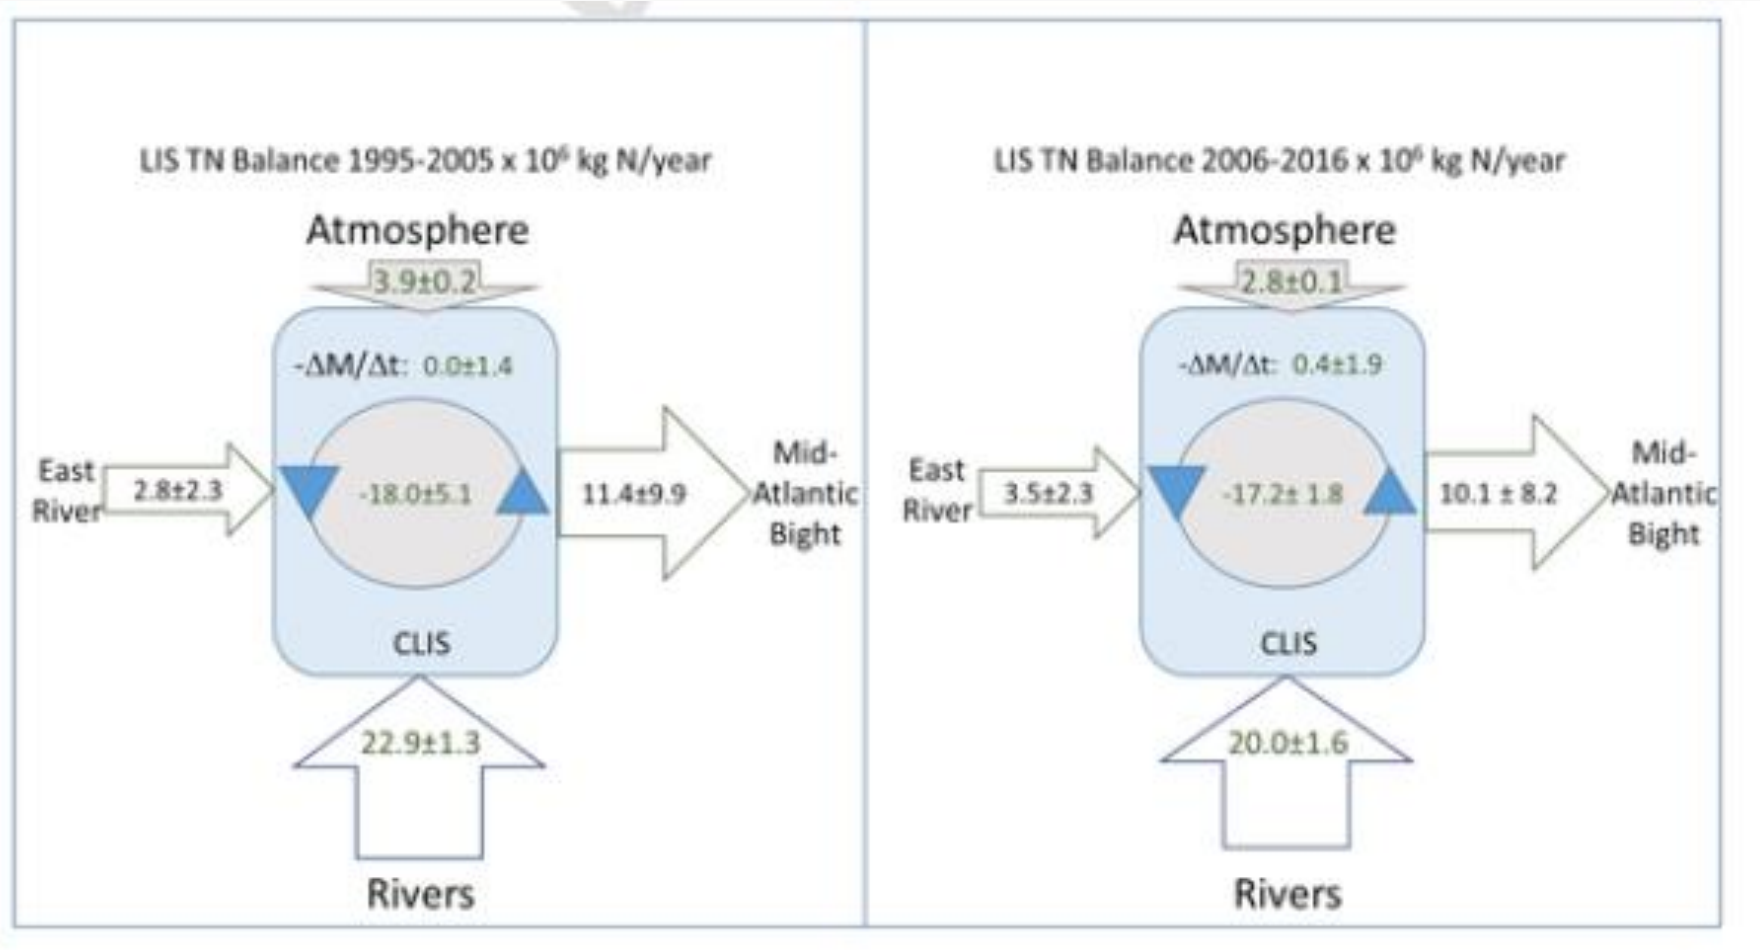 LIS TN Balance 1995-2005 x 10⁶ kg N/year
Atmosphere
3.9±0.2
-ΔM/Δt: 0.0±1.4
East
River
2.8±2.3
-18.0±5.1
11.4±9.9
Mid-
Atlantic
Bight
CLIS
22.9±1.3
Rivers
LIS TN Balance 2006-2016 x 10⁶ kg N/year
Atmosphere
2.8±0.1
-ΔM/Δt: 0.4±1.9
East
River
3.5±2.3
-17.2± 1.8
10.1 ± 8.2
Mid-
Atlantic
Bight
CLIS
20.0±1.6
Rivers